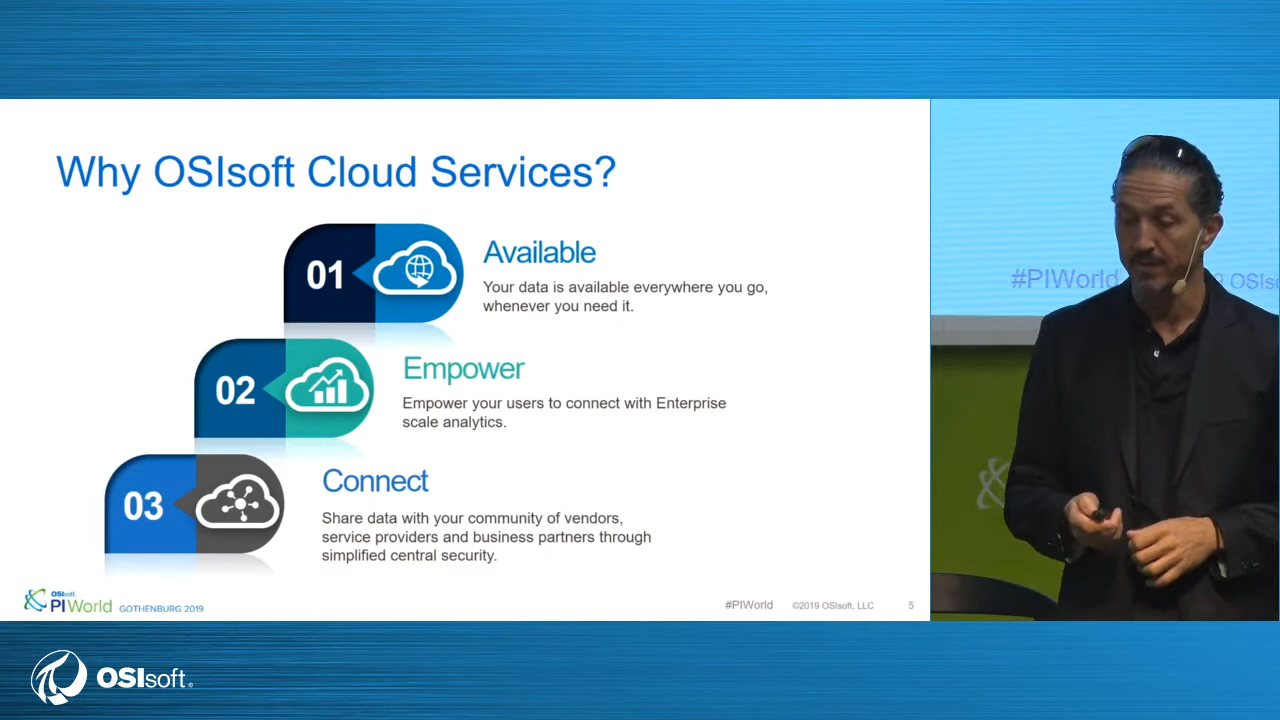 Why OSIsoft Cloud Services?
01
Available
Your data is available everywhere you go,
whenever you need it.
02
Empower
Empower your users to connect with Enterprise
scale analytics.
03
Connect
Share data with your community of vendors,
service providers and business partners through
simplified central security.
OSIsoft.
PI World GOTHENBURG 2019
#PIWorld ©2019 OSIsoft, LLC 5
#PIWorld
OSIsoft.